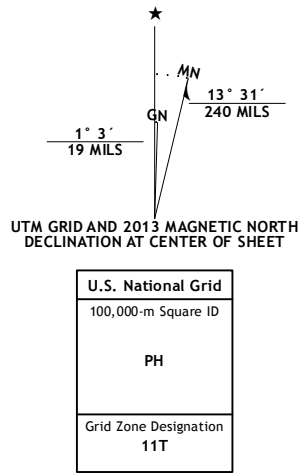 MN
GN
13° 31´
240 MILS
1° 3´
19 MILS
UTM GRID AND 2013 MAGNETIC NORTH
DECLINATION AT CENTER OF SHEET
U.S. National Grid
100,000-m Square ID
PH
Grid Zone Designation
11T